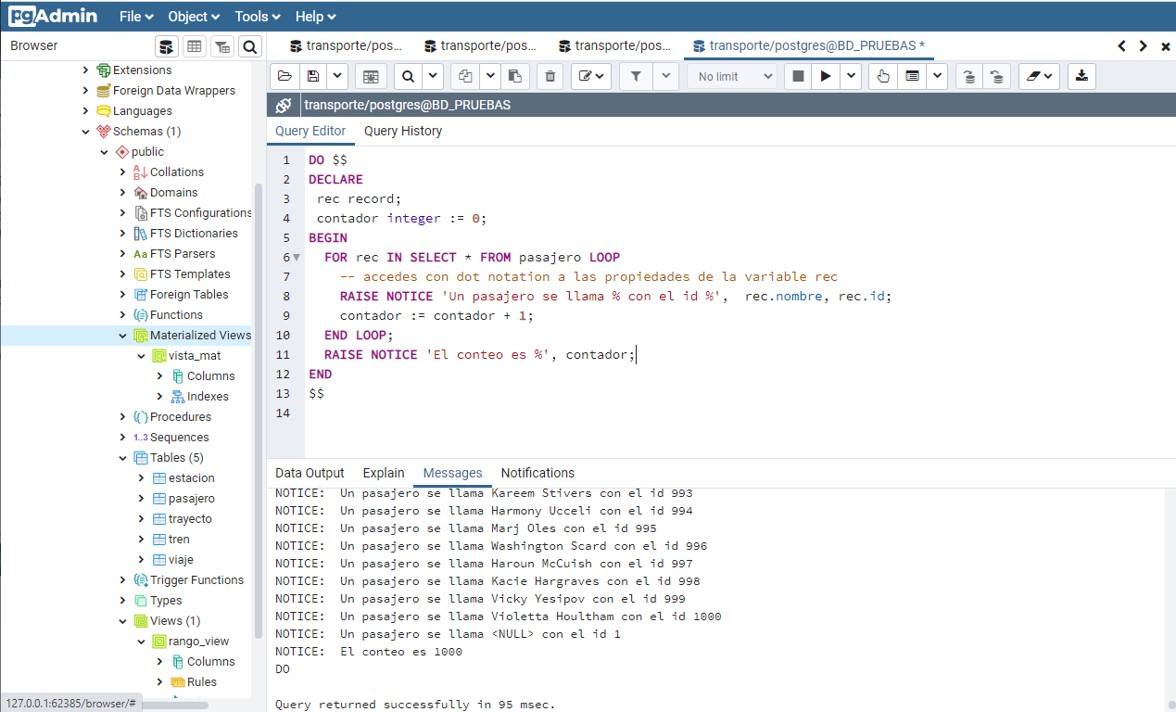 pgAdmin File Object Tools Help
Browser
transporte/pos... transporte/pos... transporte/pos... transporte/postgres@BD_PRUEBAS *
No limit
Extensions
Foreign Data Wrappers
Languages
Schemas (1)
public
Collations
Domains
FTS Configurations
FTS Dictionaries
FTS Parsers
FTS Templates
Foreign Tables
Functions
Materialized Views
vista_mat
Columns
Indexes
Procedures
Sequences
Tables (5)
estacion
pasajero
trayecto
tren
viaje
Trigger Functions
Types
Views (1)
rango_view
Columns
Rules
127.0.0.1:62385/browser/#
transporte/postgres@BD_PRUEBAS
Query Editor Query History
1 DO $$
2 DECLARE
3 rec record;
4 contador integer := 0;
5 BEGIN
6 FOR rec IN SELECT * FROM pasajero LOOP
7 -- accedes con dot notation a las propiedades de la variable rec
8 RAISE NOTICE 'Un pasajero se llama % con el id %', rec.nombre, rec.id;
9 contador := contador + 1;
10 END LOOP;
11 RAISE NOTICE 'El conteo es %', contador;
12 END
13 $$
14
Data Output Explain Messages Notifications
NOTICE: Un pasajero se llama Kareem Stivers con el id 993
NOTICE: Un pasajero se llama Harmony Ucceli con el id 994
NOTICE: Un pasajero se llama Marj Oles con el id 995
NOTICE: Un pasajero se llama Washington Scard con el id 996
NOTICE: Un pasajero se llama Haroun McCuish con el id 997
NOTICE: Un pasajero se llama Kacie Hargraves con el id 998
NOTICE: Un pasajero se llama Vicky Yesipov con el id 999
NOTICE: Un pasajero se llama Violetta Houltham con el id 1000
NOTICE: Un pasajero se llama <NULL> con el id 1
NOTICE: El conteo es 1000
DO
Query returned successfully in 95 msec.